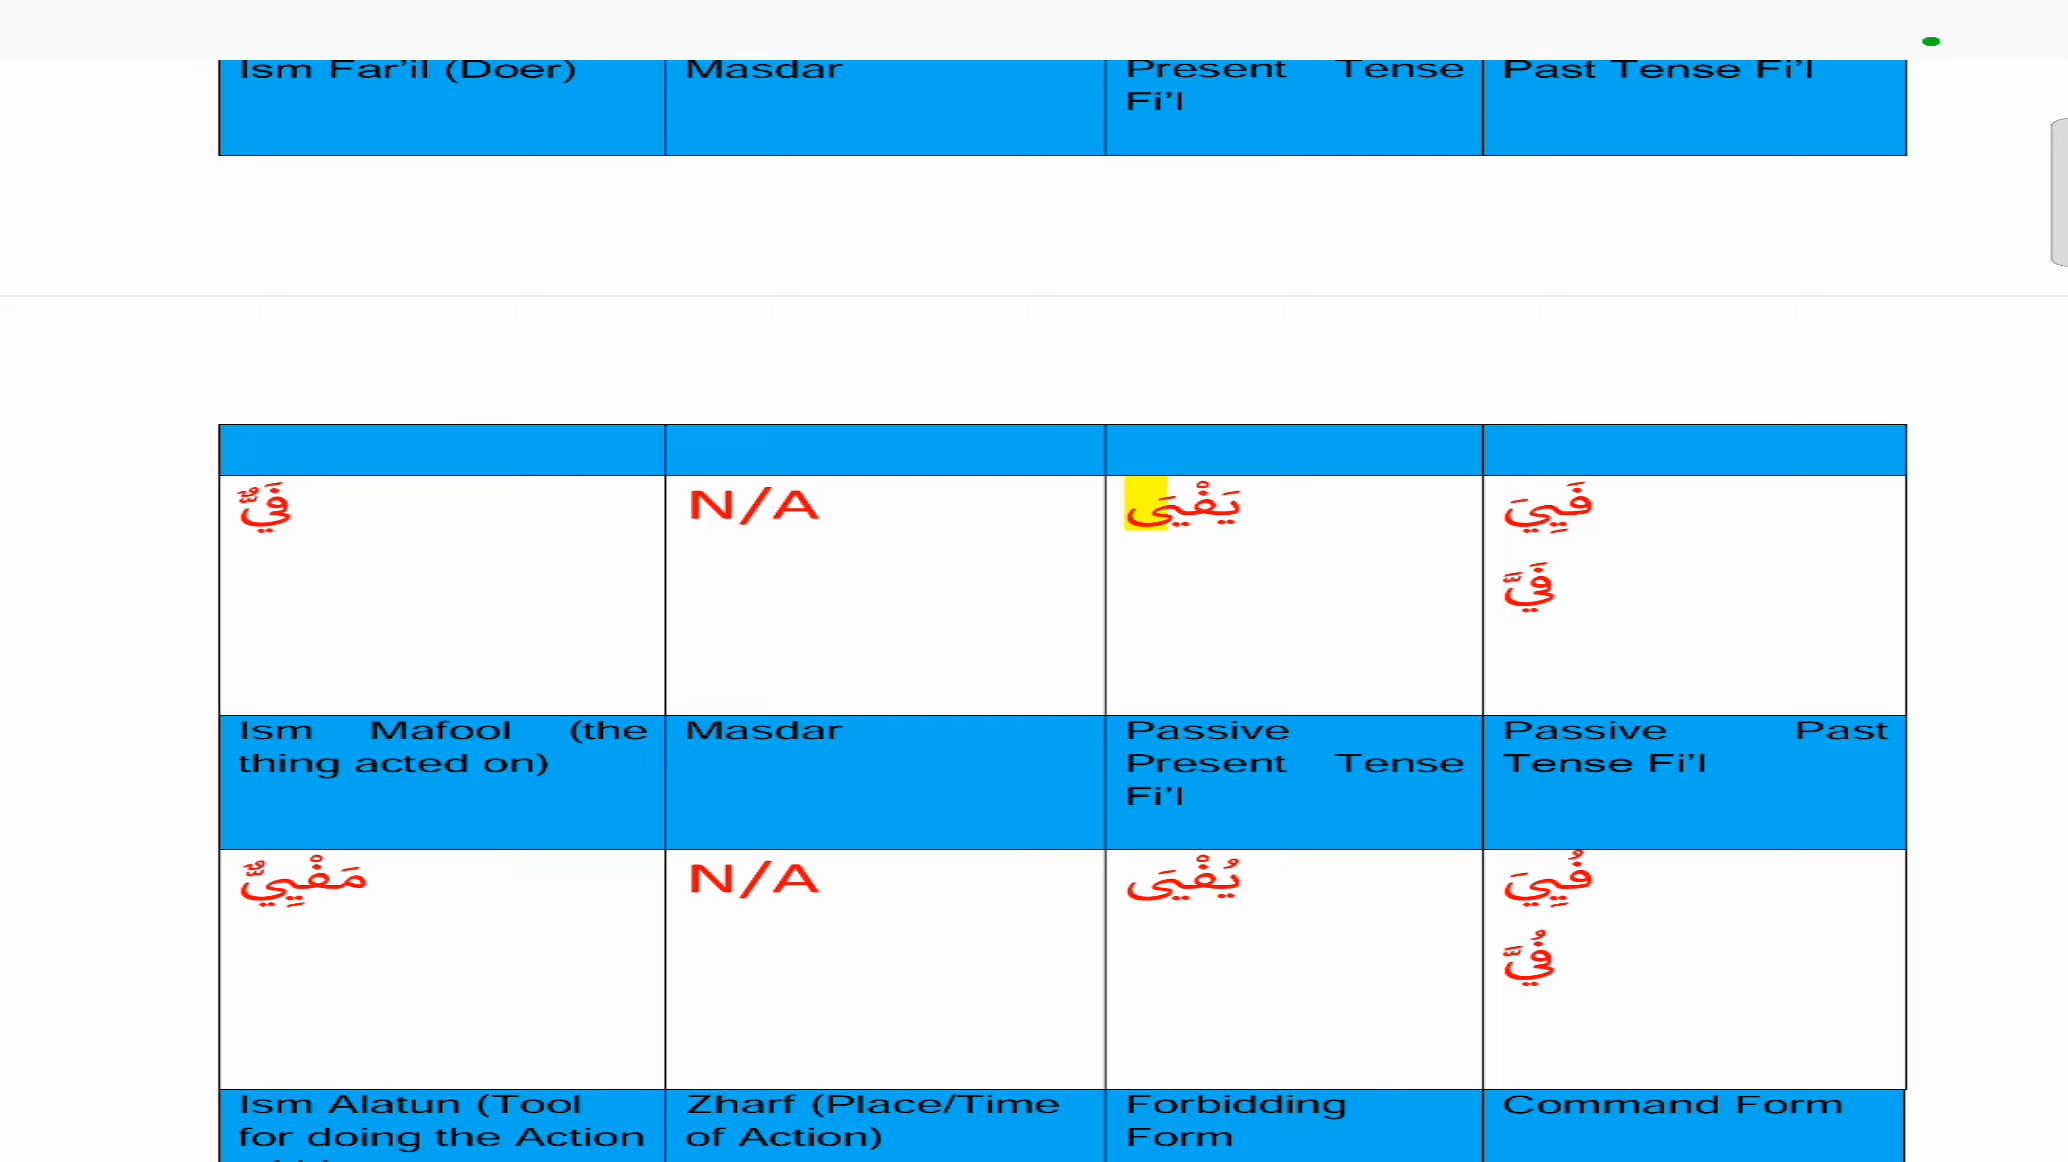 Ism Far’il (Doer)
Masdar
Present Tense
Fi’l
Past Tense Fi’l
فَيٌّ
N/A
يَفْيَى
فَيِيَ
فَيَّ
Ism Mafool (the
thing acted on)
Masdar
Passive
Present Tense
Fi’l
Passive Past
Tense Fi’l
مَفْيِيٌّ
N/A
يُفْيَى
فُيِيَ
فُيَّ
Ism Alatun (Tool
for doing the Action
Zharf (Place/Time
of Action)
Forbidding
Form
Command Form